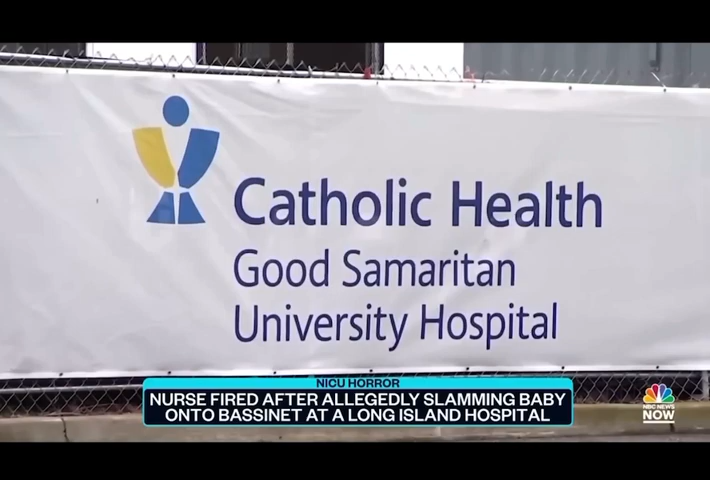 Catholic Health
Good Samaritan
University Hospital
NICU HORROR
NURSE FIRED AFTER ALLEGEDLY SLAMMING BABY
ONTO BASSINET AT A LONG ISLAND HOSPITAL
NBC NEWS
NOW